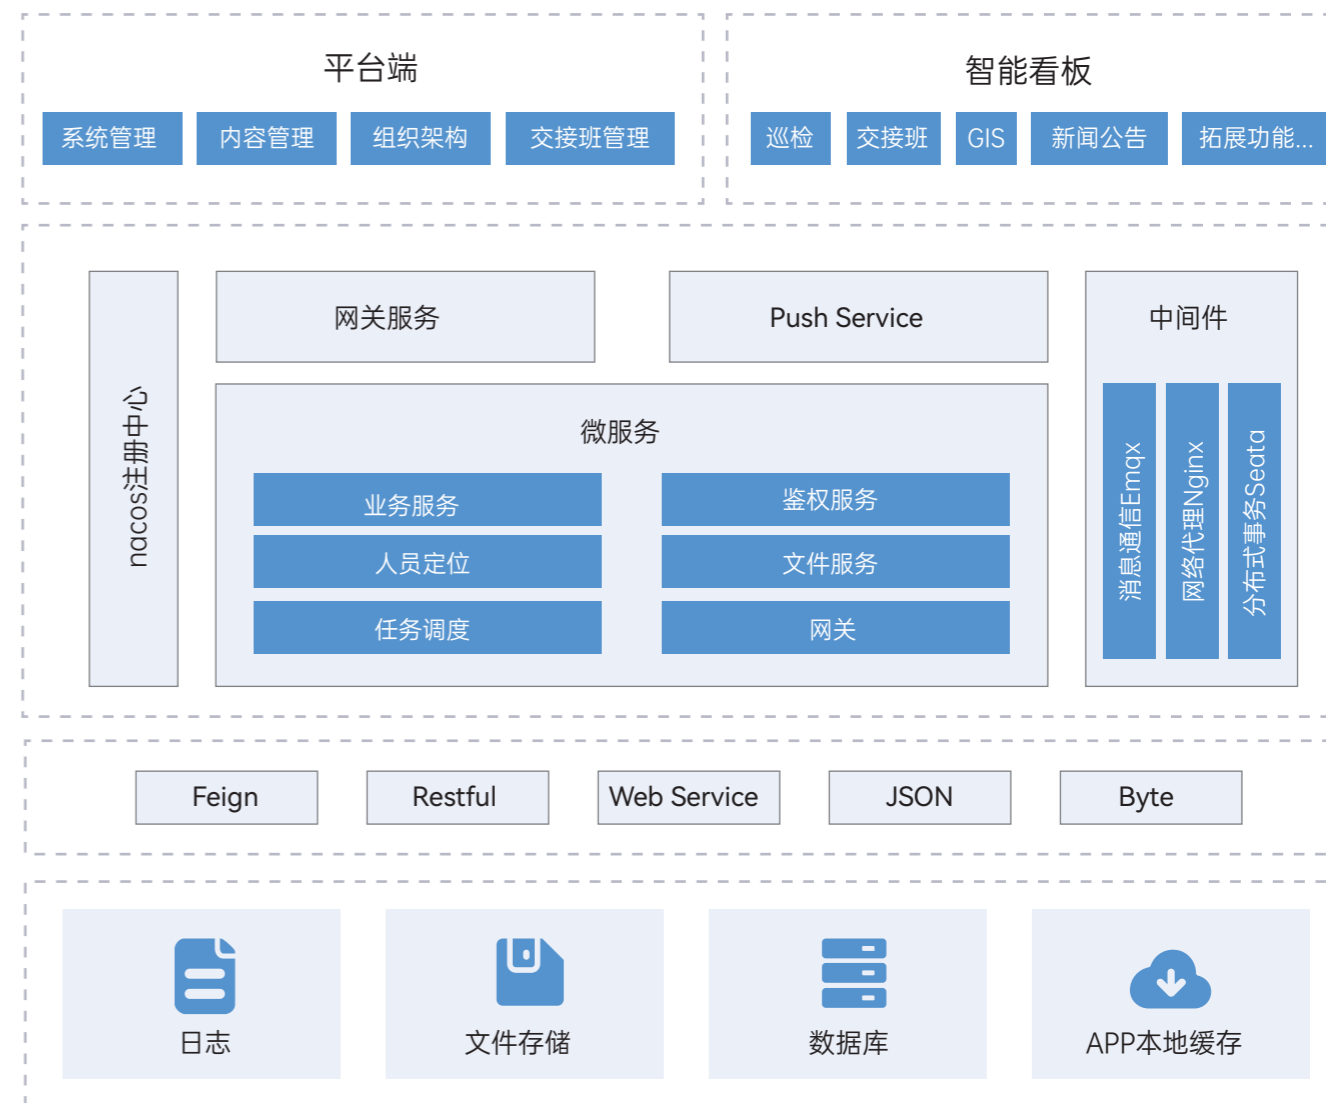 平台端
系统管理
内容管理
组织架构
交接班管理
智能看板
巡检
交接班
GIS
新闻公告
拓展功能...
nacos注册中心
网关服务
Push Service
微服务
业务服务
鉴权服务
人员定位
文件服务
任务调度
网关
中间件
消息通信Emqx
网络代理Nginx
分布式事务Seata
Feign
Restful
Web Service
JSON
Byte
日志
文件存储
数据库
APP本地缓存